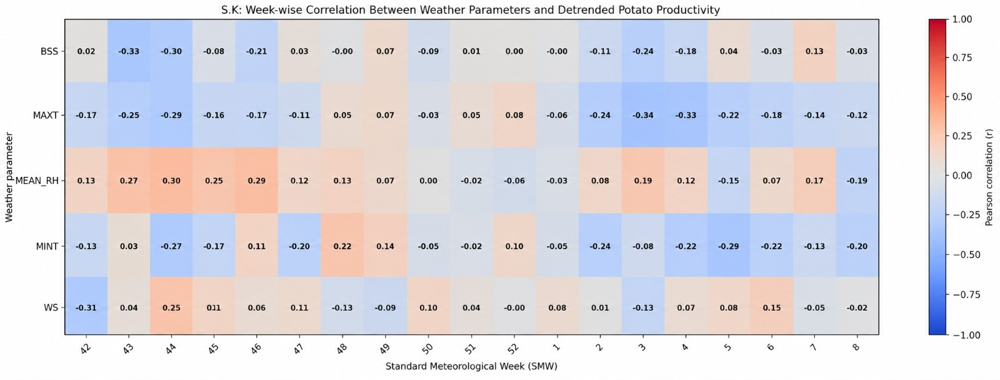 S.K: Week-wise Correlation Between Weather Parameters and Detrended Potato Productivity
Weather parameter
BSS 0.02 -0.33 -0.30 -0.08 -0.21 0.03 -0.00 0.07 -0.09 0.01 0.00 -0.00 -0.11 -0.24 -0.18 0.04 -0.03 0.13 -0.03
MAXT -0.17 -0.25 -0.29 -0.16 -0.17 -0.11 0.05 0.07 -0.03 0.05 0.08 -0.06 -0.24 -0.34 -0.33 -0.22 -0.18 -0.14 -0.12
MEAN_RH 0.13 0.27 0.30 0.25 0.29 0.12 0.13 0.07 0.00 -0.02 -0.06 -0.03 0.08 0.19 0.12 -0.15 0.07 0.17 -0.19
MINT -0.13 0.03 -0.27 -0.17 0.11 -0.20 0.22 0.14 -0.05 -0.02 0.10 -0.05 -0.24 -0.08 -0.22 -0.29 -0.22 -0.13 -0.20
WS -0.31 0.04 0.25 0.11 0.06 0.11 -0.13 -0.09 0.10 0.04 -0.00 0.08 0.01 -0.13 0.07 0.08 0.15 -0.05 -0.02
42 43 44 45 46 47 48 49 50 51 52 1 2 3 4 5 6 7 8
Standard Meteorological Week (SMW)
1.00
0.75
0.50
0.25
0.00
−0.25
−0.50
−0.75
−1.00
Pearson correlation (r)